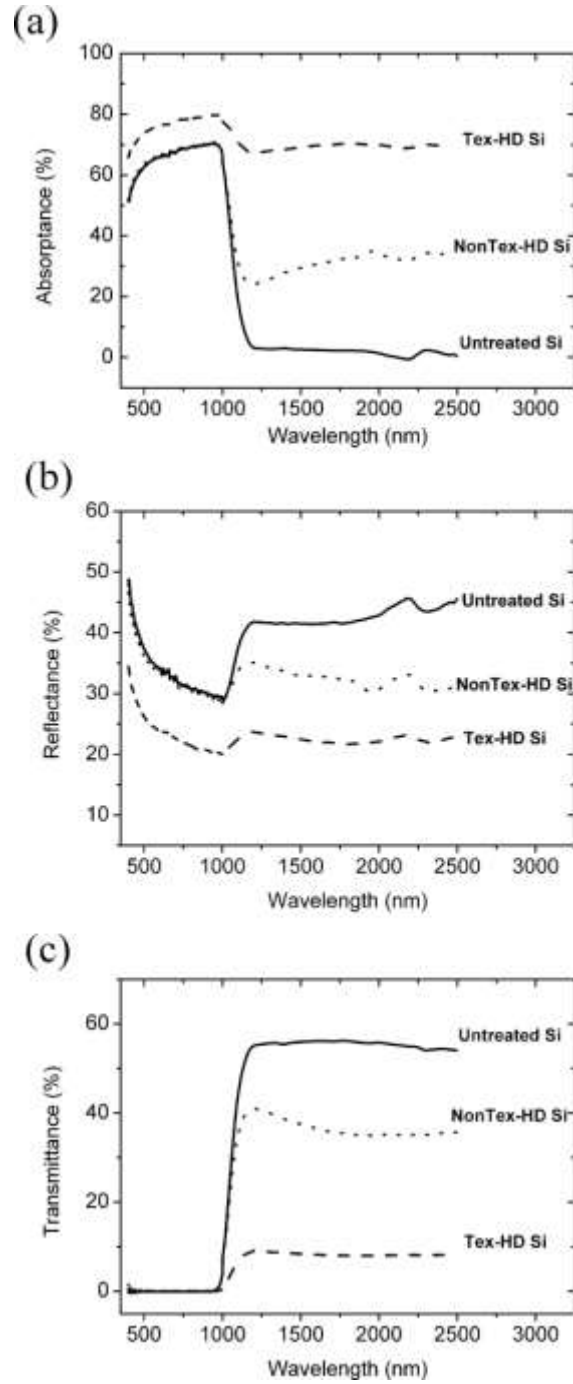 (a)
100
80
60
40
20
0
Absorptance (%)
Tex-HD Si
NonTex-HD Si
Untreated Si
500 1000 1500 2000 2500 3000
Wavelength (nm)
(b)
60
50
40
30
20
10
Reflectance (%)
Untreated Si
NonTex-HD Si
Tex-HD Si
500 1000 1500 2000 2500 3000
Wavelength (nm)
(c)
60
40
20
0
Transmittance (%)
Untreated Si
NonTex-HD Si
Tex-HD Si
500 1000 1500 2000 2500 3000
Wavelength (nm)